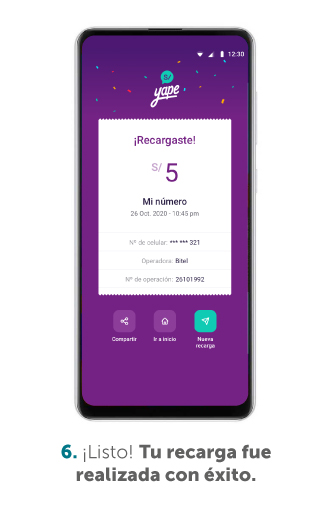 12:30
S/
yape
¡Recargaste!
S/ 5
Mi número
26 Oct. 2020 - 10:45 pm
Nº de celular: *** *** 321
Operadora: Bitel
Nº de operación: 26101992
Compartir
Ir a inicio
Nueva
recarga
6. ¡Listo! Tu recarga fue
realizada con éxito.